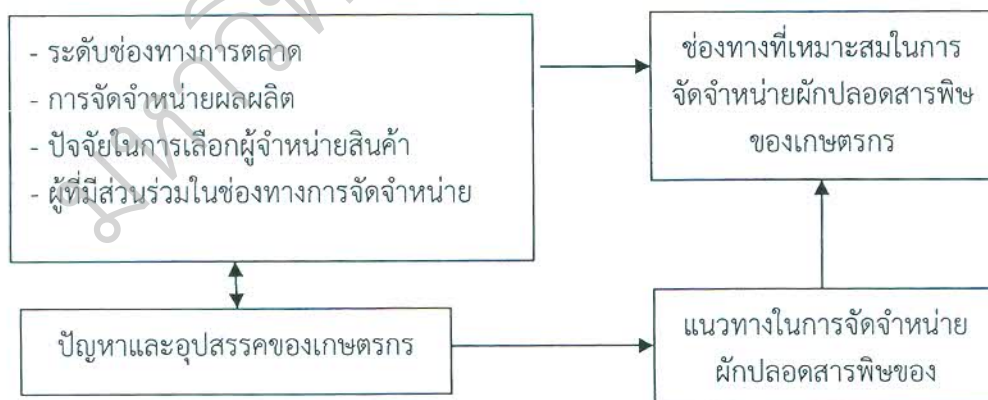 - ระดับช่องทางการตลาด
- การจัดจำหน่ายผลผลิต
- ปัจจัยในการเลือกผู้จำหน่ายสินค้า
- ผู้ที่มีส่วนร่วมในช่องทางการจัดจำหน่าย
ช่องทางที่เหมาะสมในการ
จัดจำหน่ายผักปลอดสารพิษ
ของเกษตรกร
ปัญหาและอุปสรรคของเกษตรกร
แนวทางในการจัดจำหน่าย
ผักปลอดสารพิษของ